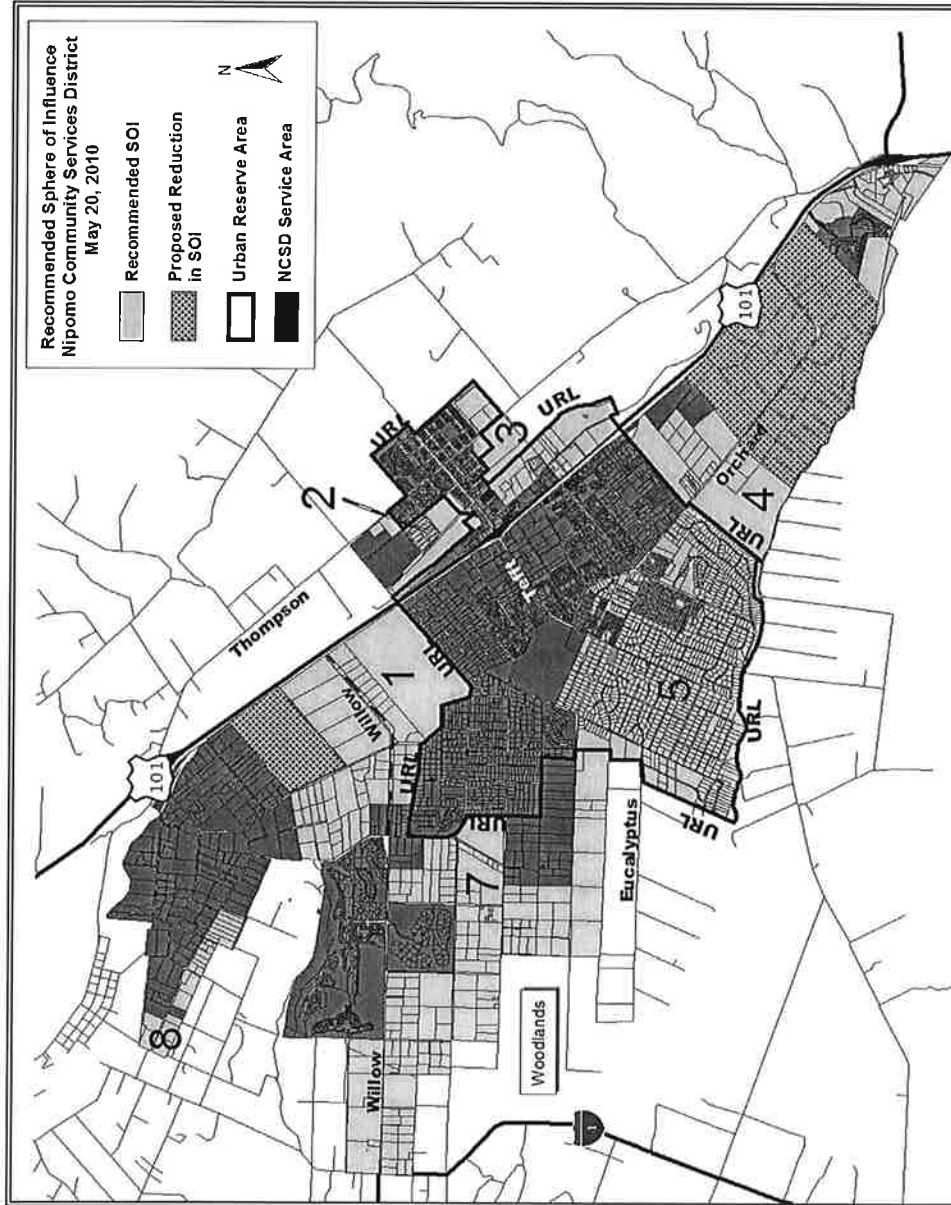 Recommended Sphere of Influence
Nipomo Community Services District
May 20, 2010
Recommended SOI
Proposed Reduction
in SOI
Urban Reserve Area
NCSD Service Area
N
101
Thompson
2
URL
3
URL
1
Willow
URL
Tefft
101
Orchard
4
URL
URL
5
URL
URL
URL
7
Eucalyptus
8
Willow
Woodlands
1